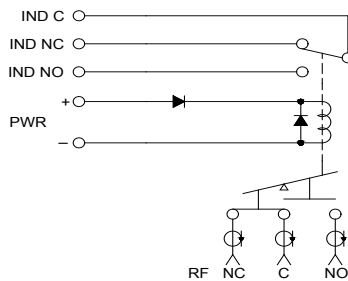 IND C
IND NC
IND NO
+
PWR
–
RF NC C NO